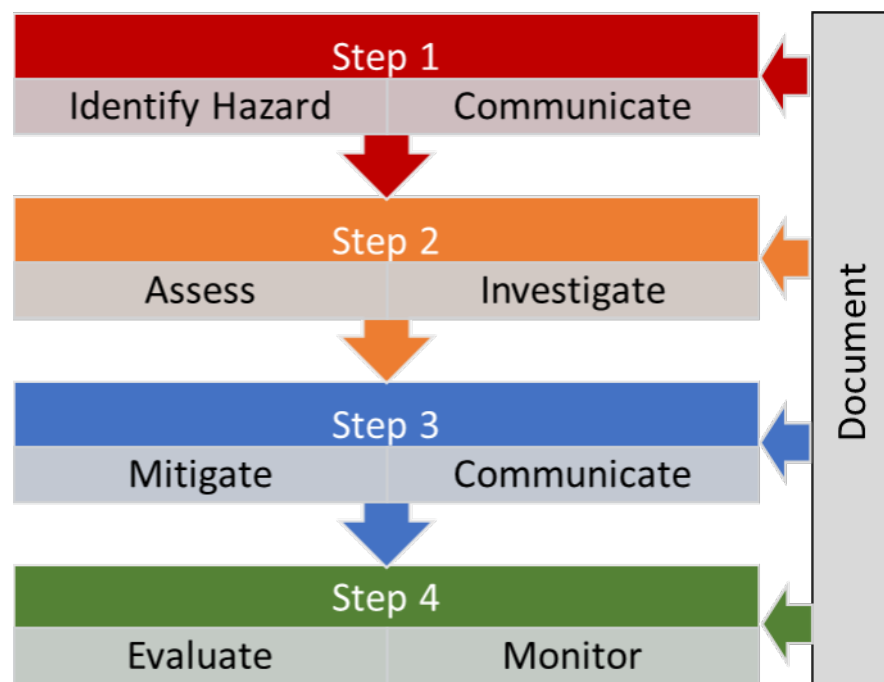 Step 1
Identify Hazard Communicate
Step 2
Assess Investigate
Step 3
Mitigate Communicate
Step 4
Evaluate Monitor
Document